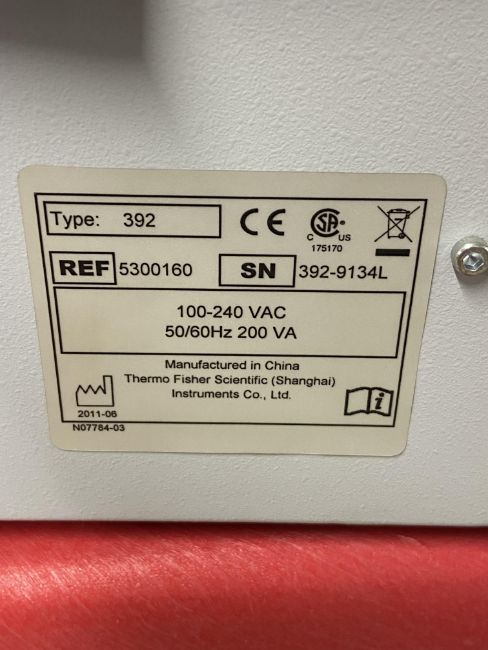 Type: 392
CE
SA
C US
175170
REF 5300160 SN 392-9134L
100-240 VAC
50/60Hz 200 VA
Manufactured in China
Thermo Fisher Scientific (Shanghai)
Instruments Co., Ltd.
i
2011-06
N07784-03